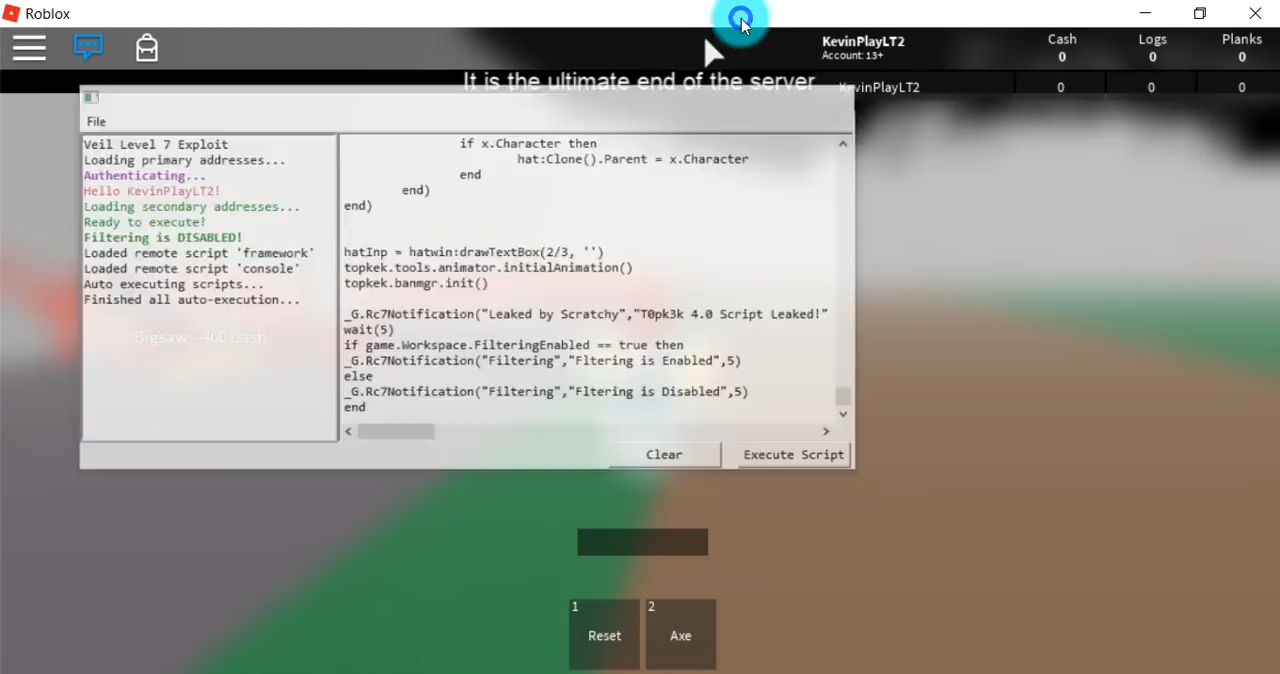 Roblox
KevinPlayLT2
Account: 13+
Cash
0
Logs
0
Planks
0
It is the ultimate end of the server
KevinPlayLT2
0
0
0
File
Veil Level 7 Exploit
Loading primary addresses...
Authenticating...
Hello KevinPlayLT2!
Loading secondary addresses...
Ready to execute!
Filtering is DISABLED!
Loaded remote script 'framework'
Loaded remote script 'console'
Auto executing scripts...
Finished all auto-execution...
Bigsaw: -400 Cash
if x.Character then
hat:Clone().Parent = x.Character
end
end)
end)
hatInp = hatwin:drawTextBox(2/3, '')
topkek.tools.animator.initialAnimation()
topkek.banmgr.init()
_G.Rc7Notification("Leaked by Scratchy","T0pk3k 4.0 Script Leaked!"
wait(5)
if game.Workspace.FilteringEnabled == true then
_G.Rc7Notification("Filtering","Fltering is Enabled",5)
else
_G.Rc7Notification("Filtering","Fltering is Disabled",5)
end
Clear
Execute Script
1
Reset
2
Axe